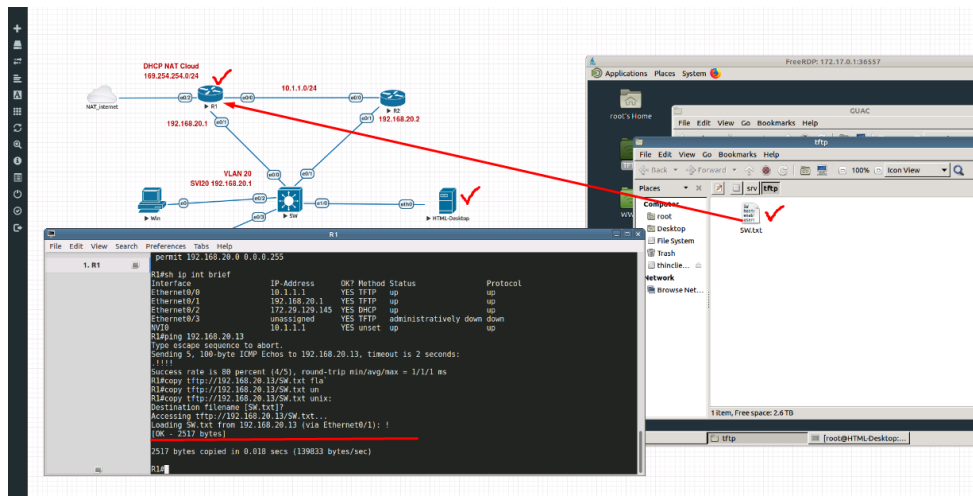 DHCP NAT Cloud
169.254.254.0/24
10.1.1.0/24
NAT_internet
e0/2
R1
e0/0
e0/0
R2
192.168.20.1
e0/1
e0/1
192.168.20.2
VLAN 20
SVI20 192.168.20.1
e0/0
e0/1
Win
e0
e0/2
SW
e1/0
eth0
HTML-Desktop
e0/3
R1
File Edit View Search Preferences Tabs Help
1. R1
permit 192.168.20.0 0.0.0.255
R1#sh ip int brief
Interface IP-Address OK? Method Status Protocol
Ethernet0/0 10.1.1.1 YES TFTP up up
Ethernet0/1 192.168.20.1 YES TFTP up up
Ethernet0/2 172.29.129.145 YES DHCP up up
Ethernet0/3 unassigned YES TFTP administratively down down
NVI0 10.1.1.1 YES unset up up
R1#ping 192.168.20.13
Type escape sequence to abort.
Sending 5, 100-byte ICMP Echos to 192.168.20.13, timeout is 2 seconds:
.!!!!
Success rate is 80 percent (4/5), round-trip min/avg/max = 1/1/1 ms
R1#copy tftp://192.168.20.13/SW.txt fla`
R1#copy tftp://192.168.20.13/SW.txt un
R1#copy tftp://192.168.20.13/SW.txt unix:
Destination filename [SW.txt]?
Accessing tftp://192.168.20.13/SW.txt...
Loading SW.txt from 192.168.20.13 (via Ethernet0/1): !
[OK - 2517 bytes]
2517 bytes copied in 0.018 secs (139833 bytes/sec)
R1#
FreeRDP: 172.17.0.1:36557
Applications Places System
root's Home
GUAC
File Edit View Go Bookmarks Help
tftp
File Edit View Go Bookmarks Help
Back Forward 100% Icon View
Places srv tftp
Computer
root
Desktop
File System
Trash
thinclie...
Network
Browse Net...
SW.txt
1 item, Free space: 2.6 TB
tftp
[root@HTML-Desktop:...